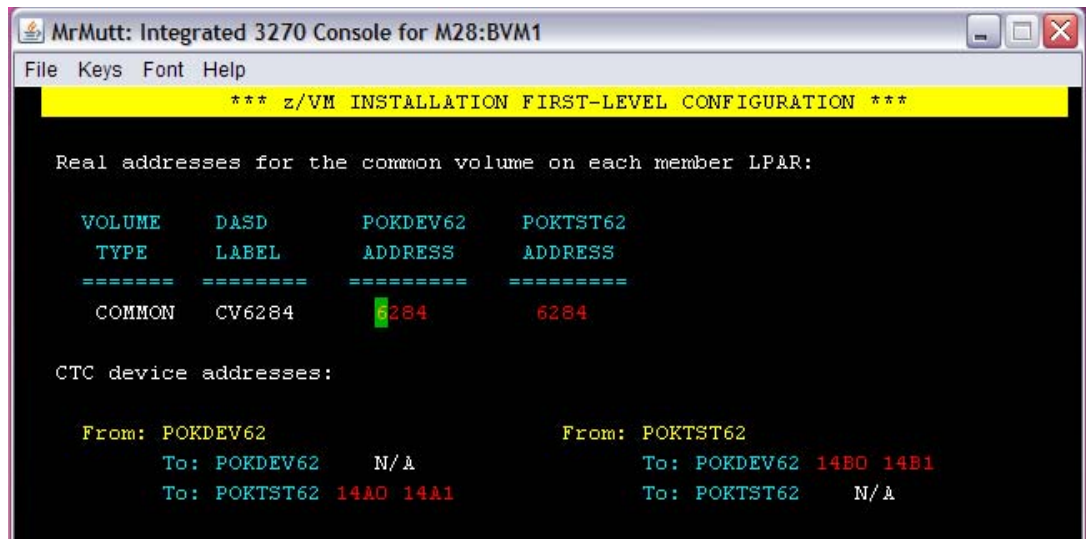 MrMutt: Integrated 3270 Console for M28:BVM1
File Keys Font Help
*** z/VM INSTALLATION FIRST-LEVEL CONFIGURATION ***
Real addresses for the common volume on each member LPAR:
VOLUME DASD POKDEV62 POKTST62
TYPE LABEL ADDRESS ADDRESS
======= ======== ========= =========
COMMON CV6284 6284 6284
CTC device addresses:
From: POKDEV62 From: POKTST62
To: POKDEV62 N/A To: POKDEV62 14B0 14B1
To: POKTST62 14A0 14A1 To: POKTST62 N/A